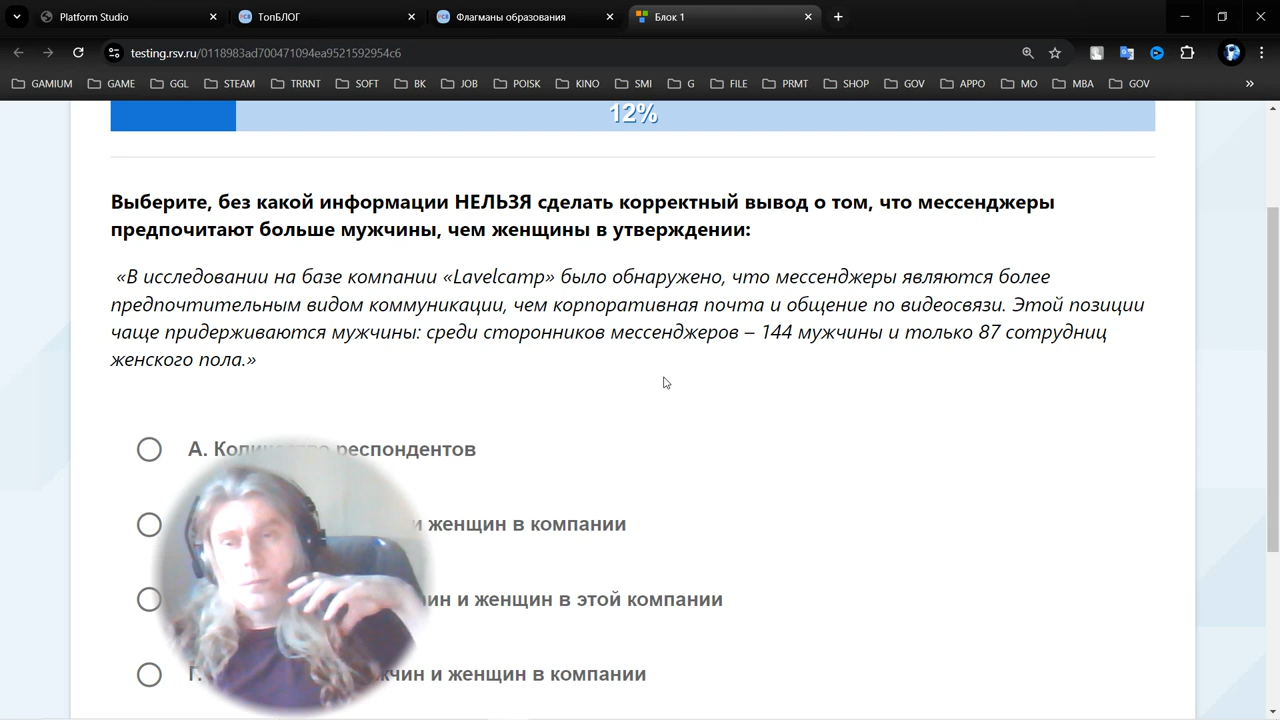 Platform Studio
ТопБЛОГ
Флагманы образования
Блок 1
testing.rsv.ru/0118983ad700471094ea9521592954c6
GAMIUM GAME GGL STEAM TRRNT SOFT BK JOB POISK KINO SMI G FILE PRMT SHOP GOV APPO MO MBA GOV
12%
Выберите, без какой информации НЕЛЬЗЯ сделать корректный вывод о том, что мессенджеры
предпочитают больше мужчины, чем женщины в утверждении:
«В исследовании на базе компании «Lavelcamp» было обнаружено, что мессенджеры являются более
предпочтительным видом коммуникации, чем корпоративная почта и общение по видеосвязи. Этой позиции
чаще придерживаются мужчины: среди сторонников мессенджеров – 144 мужчины и только 87 сотрудниц
женского пола.»
А. Количество респондентов
и женщин в компании
и женщин в этой компании
и женщин в компании